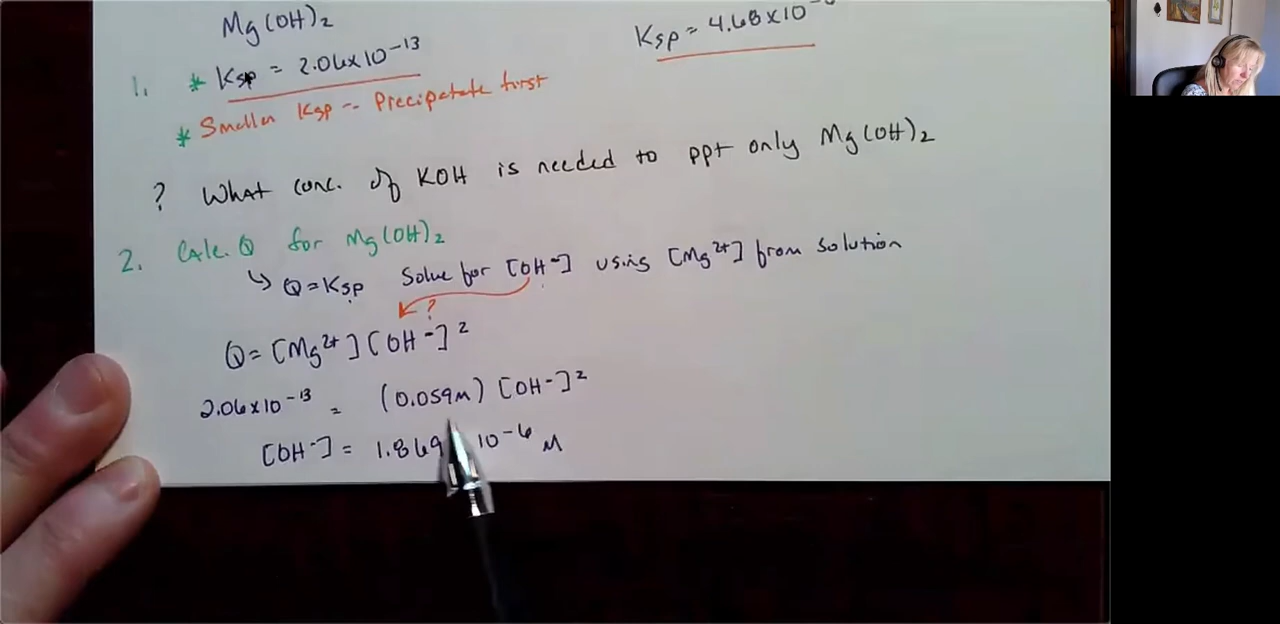 Mg(OH)2
Ksp = 4.68x10
1. * Ksp = 2.06x10-13
* Smaller Ksp -- Precipetate first
? What conc. of KOH is needed to ppt only Mg(OH)2
2. Calc. Q for Mg(OH)2
↳ Q=Ksp Solve for [OH-] using [Mg2+] from solution
?
Q= [Mg2+][OH-]2
2.06x10-13 = (0.059M) [OH-]2
[OH-] = 1.869 10-6 M